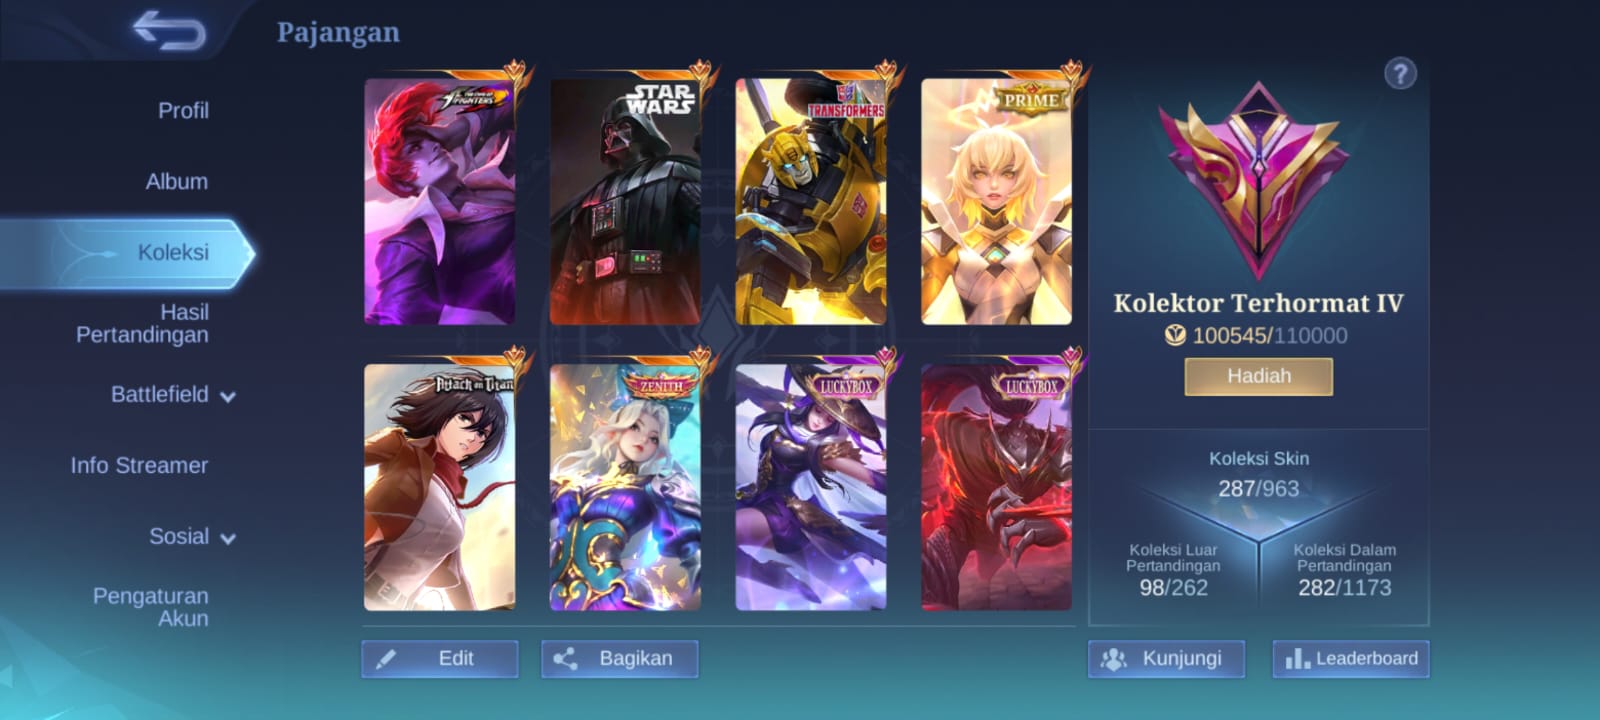 Pajangan
Profil
Album
Koleksi
Hasil
Pertandingan
Battlefield
Info Streamer
Sosial
Pengaturan
Akun
THE KING OF
FIGHTERS
STAR
WARS
TRANSFORMERS
PRIME
Attack on Titan
ZENITH
LUCKYBOX
LUCKYBOX
Edit
Bagikan
?
Kolektor Terhormat IV
100545/110000
Hadiah
Koleksi Skin
287/963
Koleksi Luar
Pertandingan
98/262
Koleksi Dalam
Pertandingan
282/1173
Kunjungi
Leaderboard